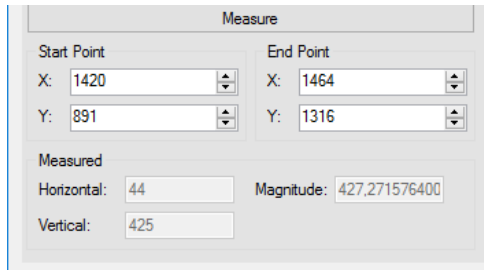 Measure
Start Point End Point
X: 1420 X: 1464
Y: 891 Y: 1316
Measured
Horizontal: 44 Magnitude: 427,271576400
Vertical: 425